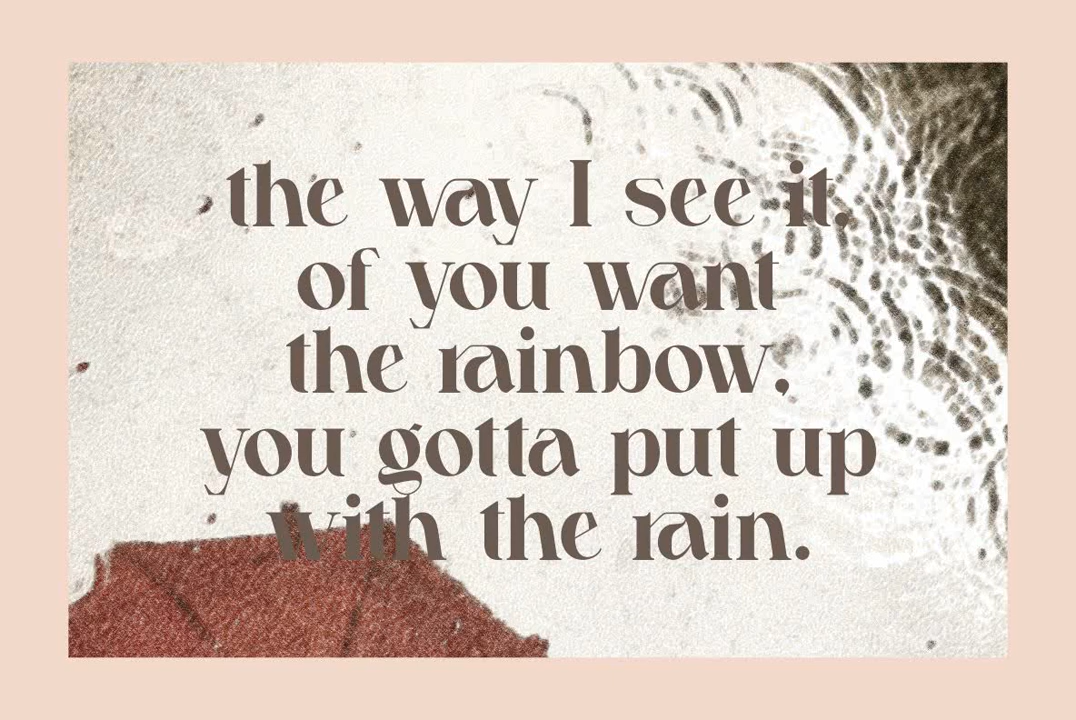 the way I see it.
of you want
the rainbow,
you gotta put up
with the rain.